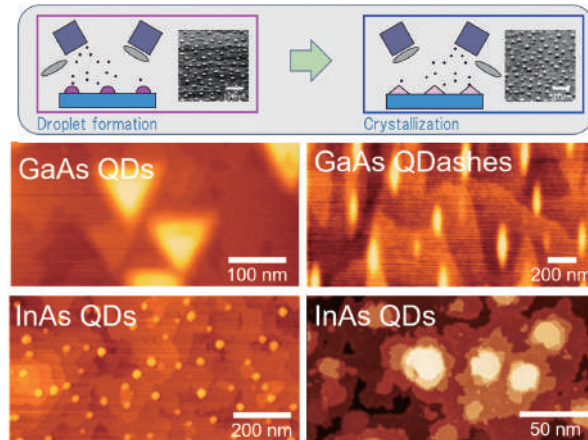 Droplet formation
Crystallization
GaAs QDs
100 nm
GaAs QDashes
200 nm
InAs QDs
200 nm
InAs QDs
50 nm